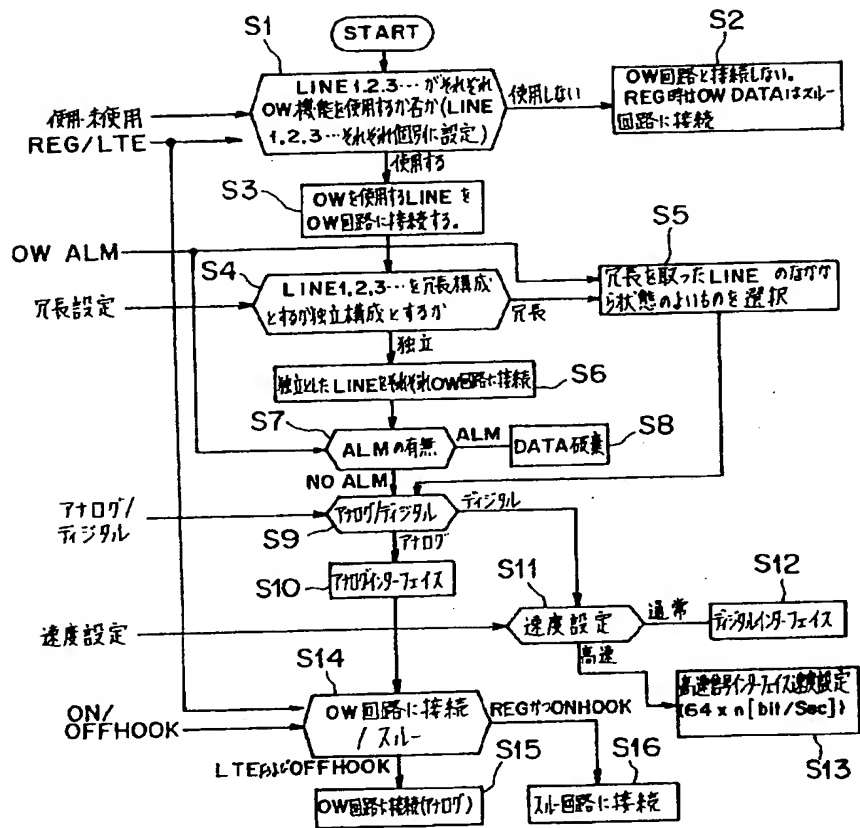 START
S1
S2
LINE1.2.3…がそれぞれ
OW機能を使用するか否か(LINE
1.2.3…それぞれ個別に設定)
使用しない
OW回路と接続しない。
REG時はOW DATAはスルー
回路に接続
使用・未使用
REG/LTE
使用する
S3
OWを使用するLINEを
OW回路に接続する。
OW ALM
S4
S5
LINE1,2,3…を冗長構成
とするか独立構成とするか
冗長
冗長を取ったLINEのなかか
ら状態のよいものを選択
冗長設定
独立
独立としたLINEをそれぞれOW回路に接続
S6
S7
ALMの有無
ALM
DATA破棄
S8
NO ALM
アナログ/
ディジタル
アナログ/ディジタル
ディジタル
S9
アナログ
S10
アナログインターフェイス
S11
S12
速度設定
速度設定
通常
ディジタルインターフェイス
高速
S13
高速信号インターフェイス速度設定
(64×n[bit/Sec])
S14
ON/
OFFHOOK
OW回路に接続
/スルー
REGかつONHOOK
LTEおよびOFFHOOK
S15
S16
OW回路に接続(アナログ)
スルー回路に接続